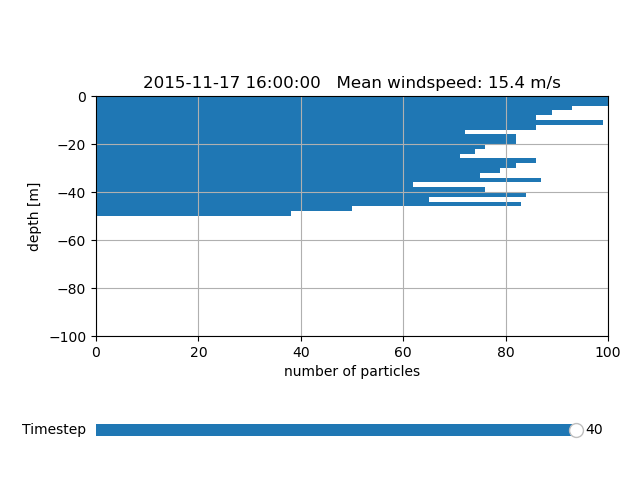 2015-11-17 16:00:00   Mean windspeed: 15.4 m/s
0
−20
−40
−60
−80
−100
depth [m]
0 20 40 60 80 100
number of particles
Timestep 40